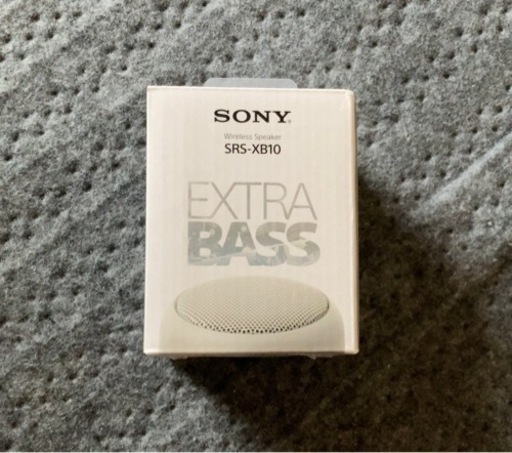 SONY
Wireless Speaker
SRS-XB10
EXTRA
BASS